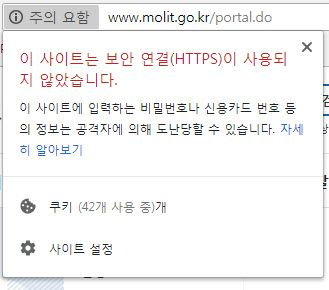 주의 요함 www.molit.go.kr/portal.do
이 사이트는 보안 연결(HTTPS)이 사용되
지 않았습니다.
이 사이트에 입력하는 비밀번호나 신용카드 번호 등
의 정보는 공격자에 의해 도난당할 수 있습니다. 자세
히 알아보기
쿠키 (42개 사용 중)개
사이트 설정